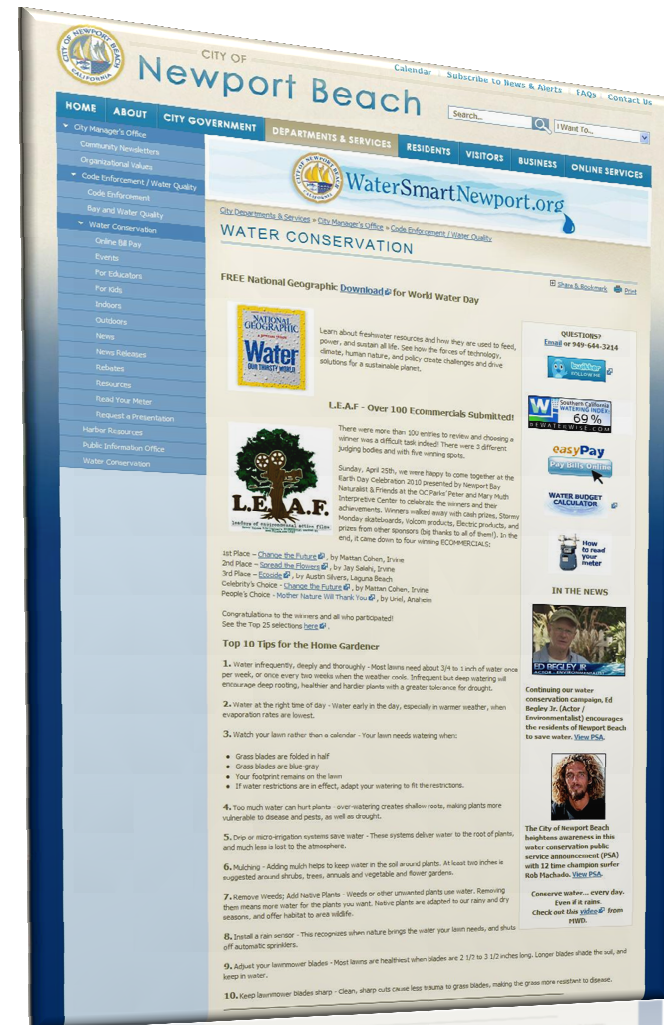 CITY OF NEWPORT BEACH
CALIFORNIA
CITY OF
Newport Beach
Calendar
Subscribe to News & Alerts
FAQs
Contact Us
Search...
I Want To...
HOME
ABOUT
CITY GOVERNMENT
DEPARTMENTS & SERVICES
RESIDENTS
VISITORS
BUSINESS
ONLINE SERVICES
City Manager's Office
Community Newsletters
Organizational Values
Code Enforcement / Water Quality
Code Enforcement
Bay and Water Quality
Water Conservation
Online Bill Pay
Events
For Educators
For Kids
Indoors
Outdoors
News
News Releases
Rebates
Resources
Read Your Meter
Request a Presentation
Harbor Resources
Public Information Office
Water Conservation
WaterSmartNewport.org
City Departments & Services » City Manager's Office » Code Enforcement / Water Quality
WATER CONSERVATION
Share & Bookmark
Print
FREE National Geographic Download for World Water Day
NATIONAL
GEOGRAPHIC
Water
OUR THIRSTY WORLD
Learn about freshwater resources and how they are used to feed,
power, and sustain all life. See how the forces of technology,
climate, human nature, and policy create challenges and drive
solutions for a sustainable planet.
L.E.A.F - Over 100 Ecommercials Submitted!
L.E.A.F.
leaders of environmental action films
There were more than 100 entries to review and choosing a
winner was a difficult task indeed! There were 3 different
judging bodies and with five winning spots.
Sunday, April 25th, we were happy to come together at the
Earth Day Celebration 2010 presented by Newport Bay
Naturalist & Friends at the OC Parks' Peter and Mary Muth
Interpretive Center to celebrate the winners and their
achievements. Winners walked away with cash prizes, Stormy
Monday skateboards, Volcom products, Electric products, and
prizes from other sponsors (big thanks to all of them!). In the
end, it came down to four winning ECOMMERCIALS:
1st Place – Change the Future , by Mattan Cohen, Irvine
2nd Place – Spread the Flowers , by Jay Salahi, Irvine
3rd Place – Ecocide , by Austin Silvers, Laguna Beach
Celebrity's Choice - Change the Future , by Mattan Cohen, Irvine
People's Choice - Mother Nature Will Thank You , by Uriel, Anaheim
Congratulations to the winners and all who participated!
See the Top 25 selections here .
Top 10 Tips for the Home Gardener
1. Water infrequently, deeply and thoroughly - Most lawns need about 3/4 to 1 inch of water once
per week, or once every two weeks when the weather cools. Infrequent but deep watering will
encourage deep rooting, healthier and hardier plants with a greater tolerance for drought.
2. Water at the right time of day - Water early in the day, especially in warmer weather, when
evaporation rates are lowest.
3. Watch your lawn rather than a calendar - Your lawn needs watering when:
• Grass blades are folded in half
• Grass blades are blue-gray
• Your footprint remains on the lawn
• If water restrictions are in effect, adapt your watering to fit the restrictions.
4. Too much water can hurt plants - over-watering creates shallow roots, making plants more
vulnerable to disease and pests, as well as drought.
5. Drip or micro-irrigation systems save water - These systems deliver water to the root of plants,
and much less is lost to the atmosphere.
6. Mulching - Adding mulch helps to keep water in the soil around plants. At least two inches is
suggested around shrubs, trees, annuals and vegetable and flower gardens.
7. Remove Weeds; Add Native Plants - Weeds or other unwanted plants use water. Removing
them means more water for the plants you want. Native plants are adapted to our rainy and dry
seasons, and offer habitat to area wildlife.
8. Install a rain sensor - This recognizes when nature brings the water your lawn needs, and shuts
off automatic sprinklers.
9. Adjust your lawnmower blades - Most lawns are healthiest when blades are 2 1/2 to 3 1/2 inches long. Longer blades shade the soil, and
keep in water.
10. Keep lawnmower blades sharp - Clean, sharp cuts cause less trauma to grass blades, making the grass more resistant to disease.
QUESTIONS?
Email or 949-644-3214
twitter
FOLLOW ME
Southern California
WATERING INDEX:
69%
BEWATERWISE.COM
easyPay
Pay Bills Online
WATER BUDGET
CALCULATOR
How
to read
your
meter
IN THE NEWS
ED BEGLEY JR.
ACTOR - ENVIRONMENTALIST
Continuing our water
conservation campaign, Ed
Begley Jr. (Actor /
Environmentalist) encourages
the residents of Newport Beach
to save water. View PSA.
The City of Newport Beach
heightens awareness in this
water conservation public
service announcement (PSA)
with 12 time champion surfer
Rob Machado. View PSA.
Conserve water... every day.
Even if it rains.
Check out this video from
MWD.